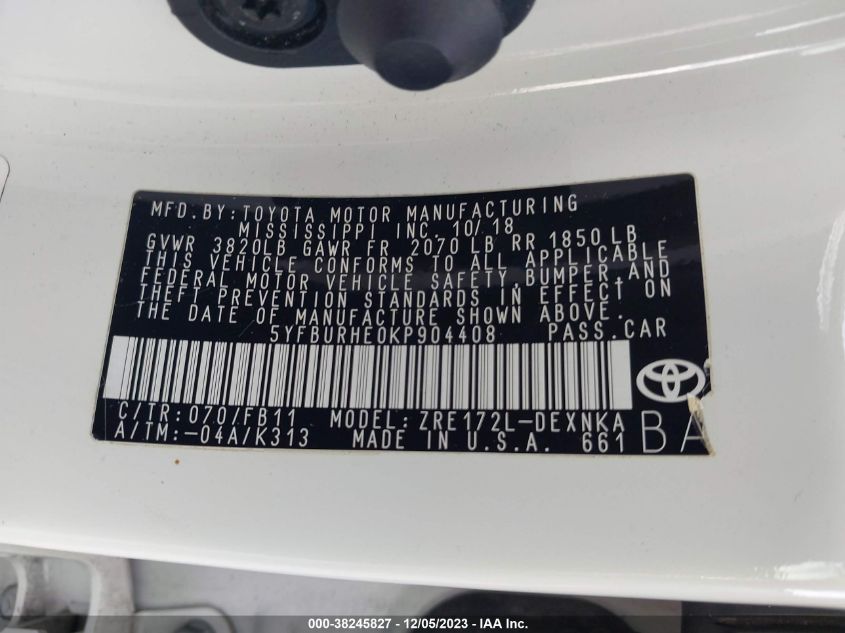 MFD.BY:TOYOTA MOTOR MANUFACTURING
MISSISSIPPI INC. 10/18
GVWR 3820LB GAWR FR 2070 LB RR 1850 LB
THIS VEHICLE CONFORMS TO ALL APPLICABLE
FEDERAL MOTOR VEHICLE SAFETY,BUMPER,AND
THEFT PREVENTION STANDARDS IN EFFECT ON
THE DATE OF MANUFACTURE SHOWN ABOVE.
5YFBURHE0KP904408 PASS.CAR
C/TR:070/FB11 MODEL:ZRE172L-DEXNKA
A/TM:-04A/K313 MADE IN U.S.A. 661
BA
000-38245827 - 12/05/2023 - IAA Inc.